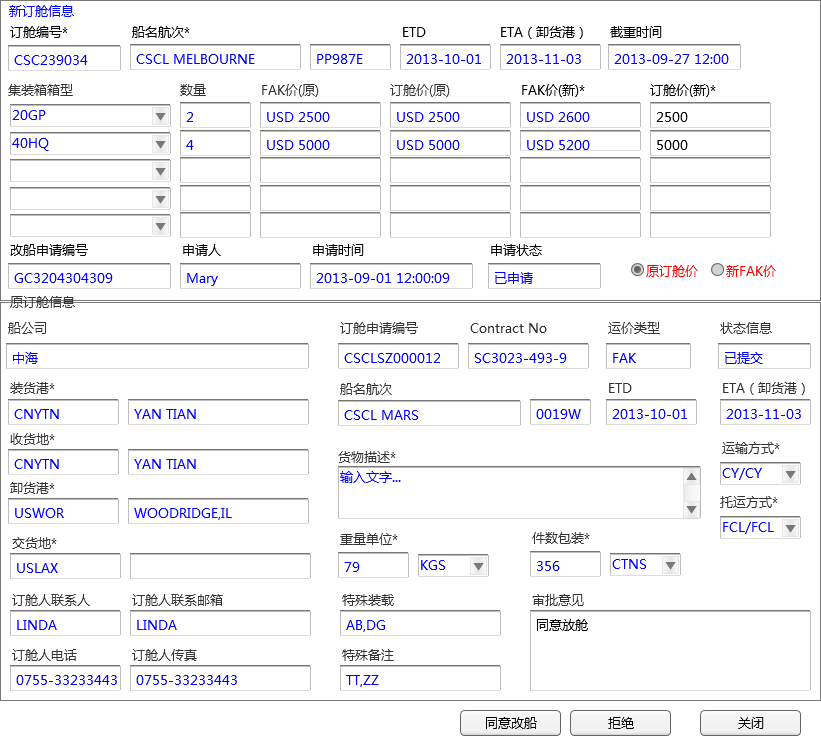 新订舱信息
订舱编号* 船名航次* ETD ETA（卸货港） 截重时间
CSC239034 CSCL MELBOURNE PP987E 2013-10-01 2013-11-03 2013-09-27 12:00
集装箱箱型 数量 FAK价(原) 订舱价(原) FAK价(新)* 订舱价(新)*
20GP 2 USD 2500 USD 2500 USD 2600 2500
40HQ 4 USD 5000 USD 5000 USD 5200 5000
改船申请编号 申请人 申请时间 申请状态
GC3204304309 Mary 2013-09-01 12:00:09 已申请 原订舱价 新FAK价
原订舱信息
船公司 订舱申请编号 Contract No 运价类型 状态信息
中海 CSCLSZ000012 SC3023-493-9 FAK 已提交
装货港* 船名航次 ETD ETA（卸货港）
CNYTN YAN TIAN CSCL MARS 0019W 2013-10-01 2013-11-03
收货地* 货物描述* 运输方式*
CNYTN YAN TIAN 输入文字... CY/CY
卸货港* 托运方式*
USWOR WOODRIDGE,IL FCL/FCL
交货地* 重量单位* 件数包装*
USLAX 79 KGS 356 CTNS
订舱人联系人 订舱人联系邮箱 特殊装载 审批意见
LINDA LINDA AB,DG 同意放舱
订舱人电话 订舱人传真 特殊备注
0755-33233443 0755-33233443 TT,ZZ
同意改船 拒绝 关闭